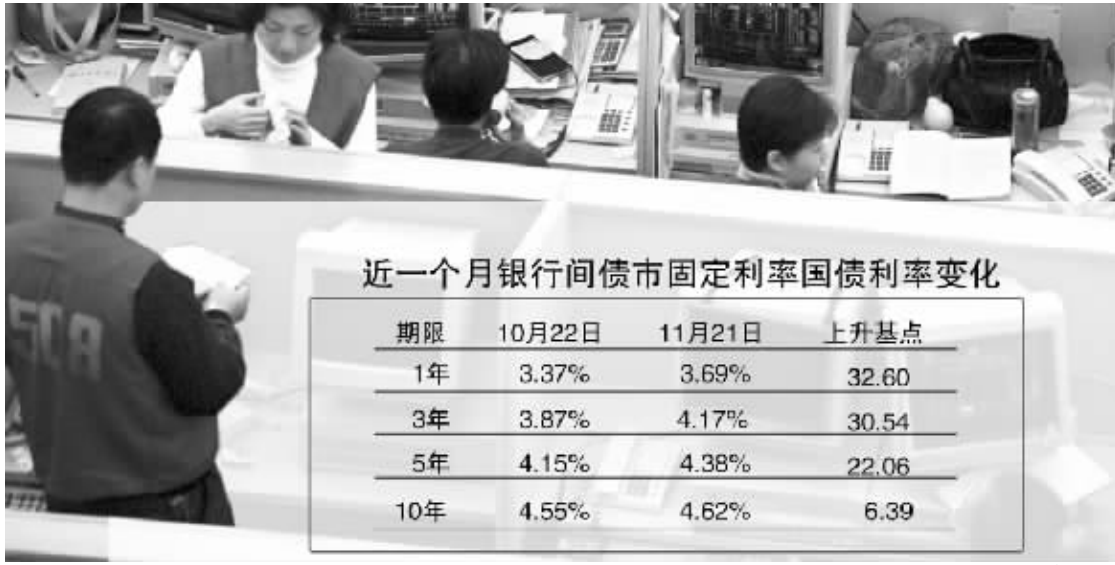 近一个月银行间债市固定利率国债利率变化
期限 10月22日 11月21日 上升基点
1年 3.37% 3.69% 32.60
3年 3.87% 4.17% 30.54
5年 4.15% 4.38% 22.06
10年 4.55% 4.62% 6.39